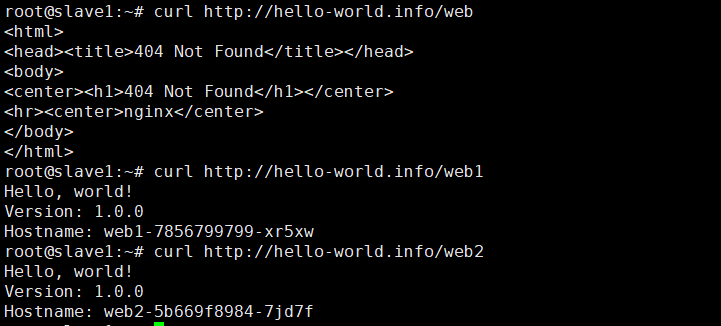 root@slave1:~# curl http://hello-world.info/web
<html>
<head><title>404 Not Found</title></head>
<body>
<center><h1>404 Not Found</h1></center>
<hr><center>nginx</center>
</body>
</html>
root@slave1:~# curl http://hello-world.info/web1
Hello, world!
Version: 1.0.0
Hostname: web1-7856799799-xr5xw
root@slave1:~# curl http://hello-world.info/web2
Hello, world!
Version: 1.0.0
Hostname: web2-5b669f8984-7jd7f